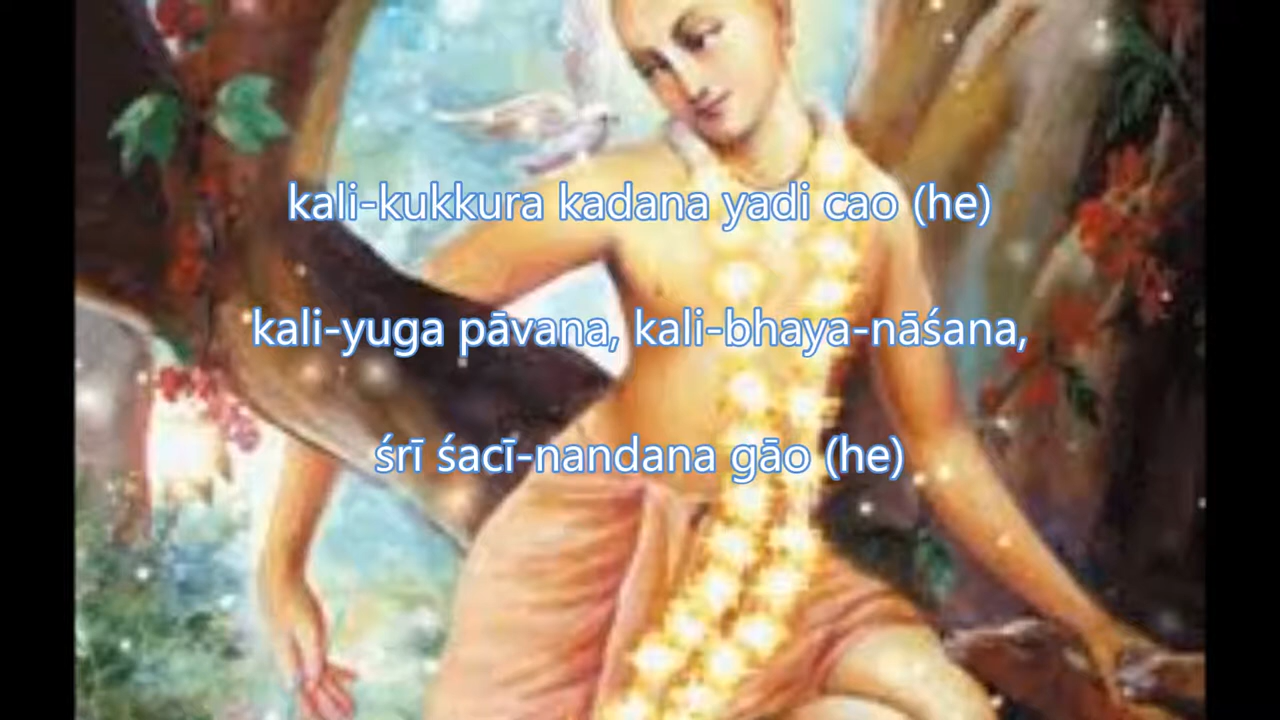 kali-kukkura kadana yadi cao (he)
kali-yuga pāvana, kali-bhaya-nāśana,
śrī śacī-nandana gāo (he)